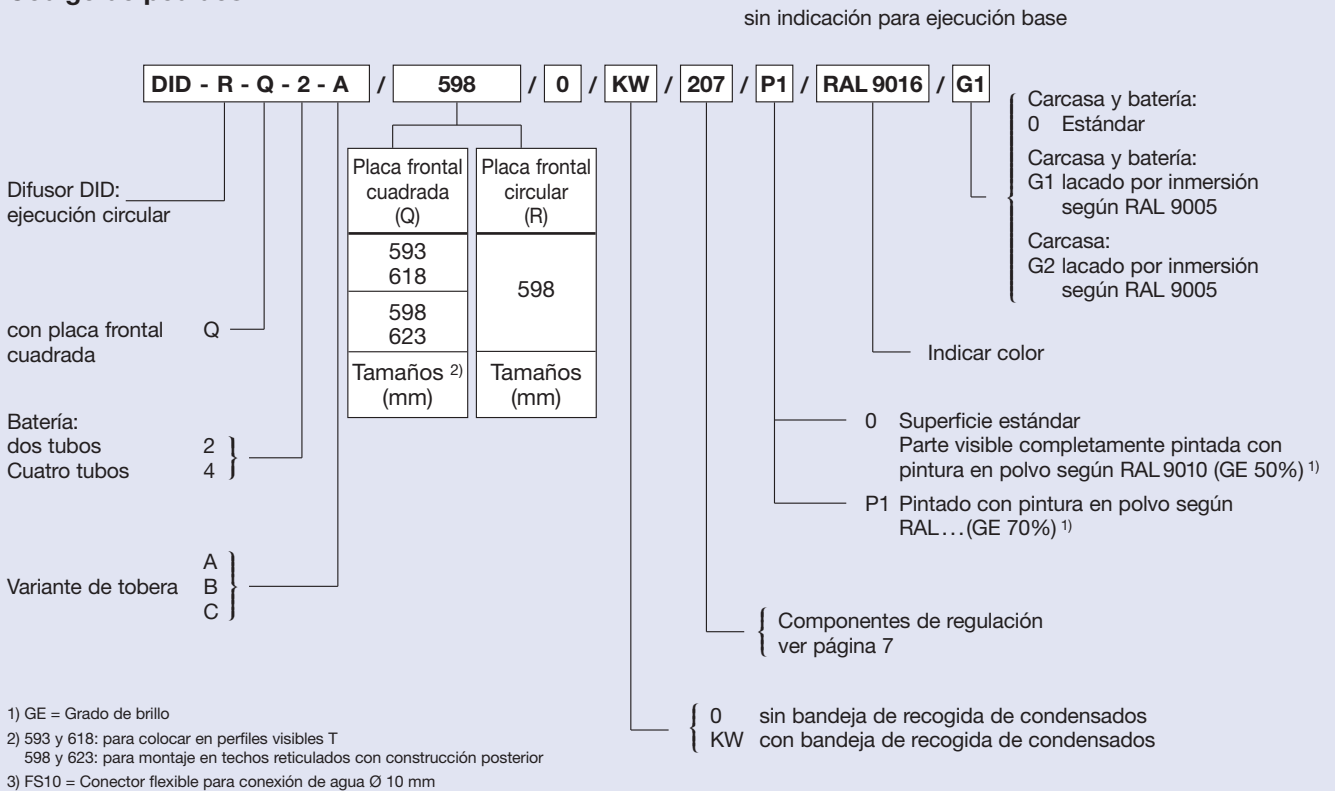 sin indicación para ejecución base
DID - R - Q - 2 - A / 598 / 0 / KW / 207 / P1 / RAL 9016 / G1
Difusor DID:
ejecución circular
con placa frontal Q
cuadrada
Batería:
dos tubos 2
Cuatro tubos 4
Variante de tobera
A
B
C
Placa frontal
cuadrada
(Q)
593
618
598
623
Tamaños 2)
(mm)
Placa frontal
circular
(R)
598
Tamaños
(mm)
Carcasa y batería:
0 Estándar
Carcasa y batería:
G1 lacado por inmersión
según RAL 9005
Carcasa:
G2 lacado por inmersión
según RAL 9005
Indicar color
0 Superficie estándar
Parte visible completamente pintada con
pintura en polvo según RAL 9010 (GE 50%) 1)
P1 Pintado con pintura en polvo según
RAL...(GE 70%) 1)
Componentes de regulación
ver página 7
0 sin bandeja de recogida de condensados
KW con bandeja de recogida de condensados
1) GE = Grado de brillo
2) 593 y 618: para colocar en perfiles visibles T
598 y 623: para montaje en techos reticulados con construcción posterior
3) FS10 = Conector flexible para conexión de agua Ø 10 mm